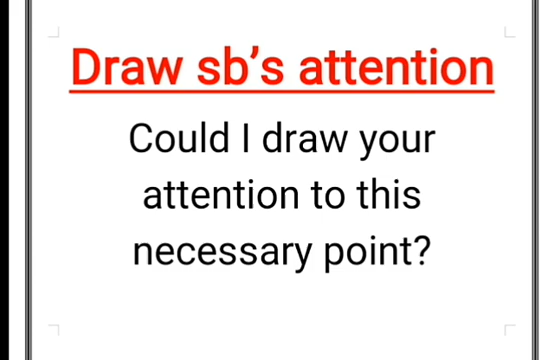 Draw sb’s attention
Could I draw your
attention to this
necessary point?